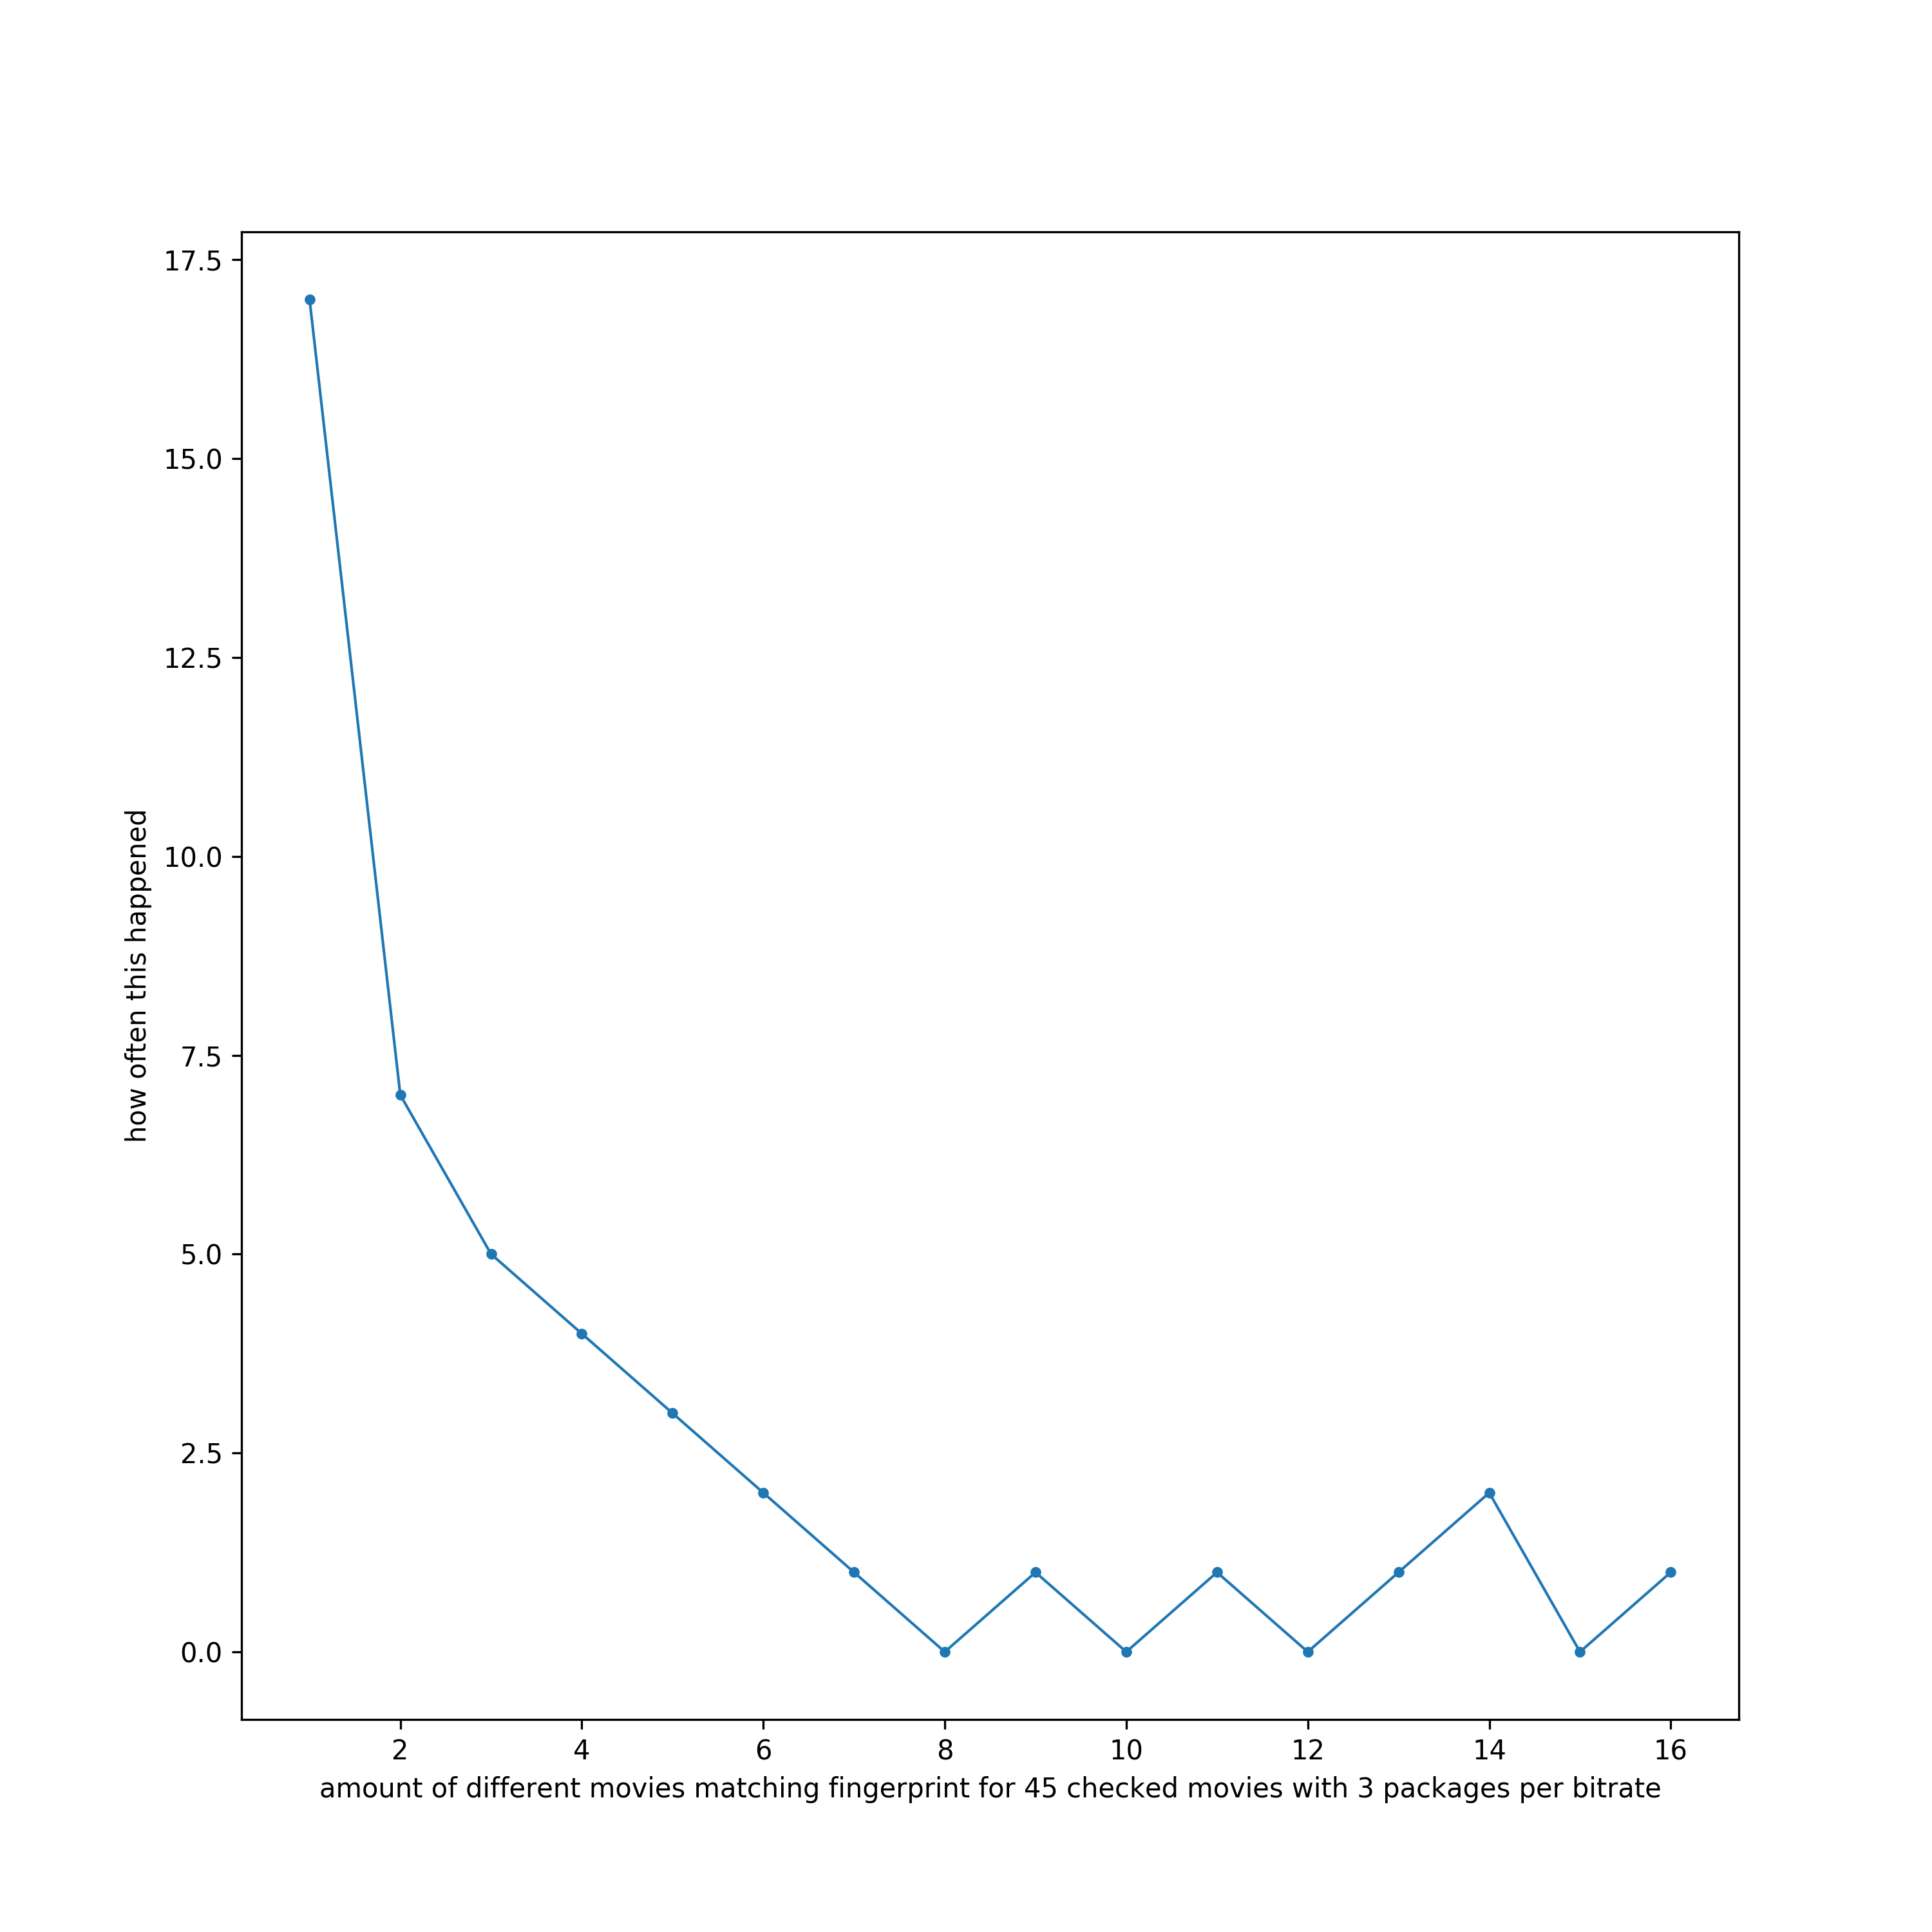 17.5
15.0
12.5
10.0
7.5
5.0
2.5
0.0
how often this happened
2 4 6 8 10 12 14 16
amount of different movies matching fingerprint for 45 checked movies with 3 packages per bitrate